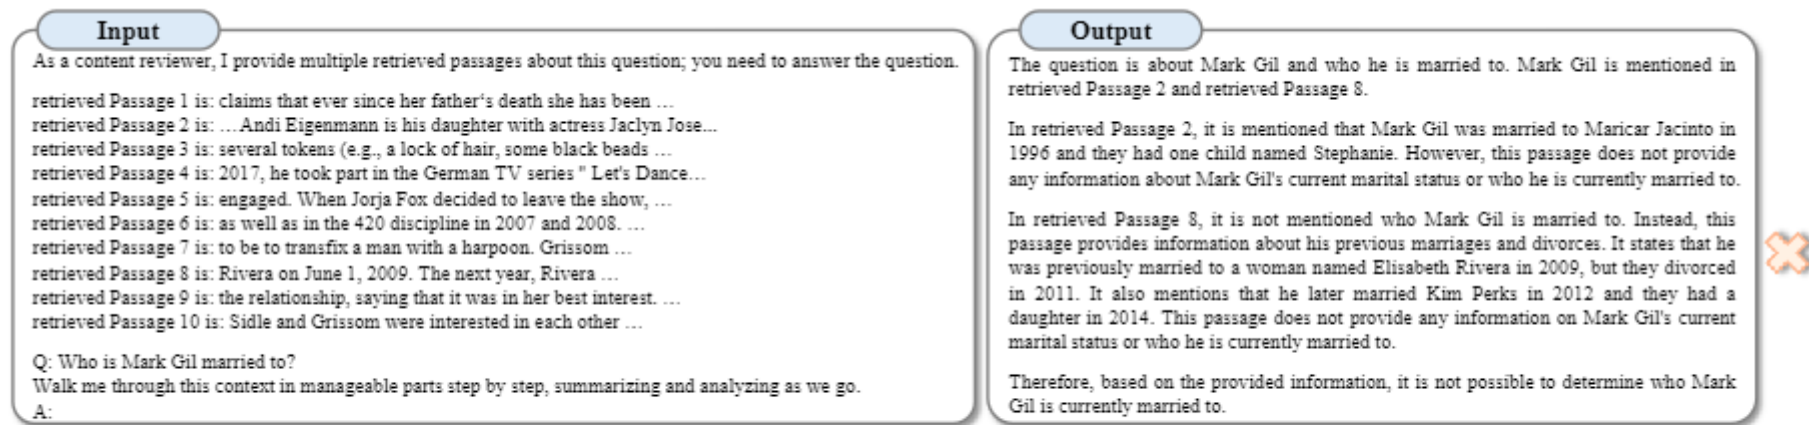 Input
As a content reviewer, I provide multiple retrieved passages about this question; you need to answer the question.
retrieved Passage 1 is: claims that ever since her father's death she has been …
retrieved Passage 2 is: …Andi Eigenmann is his daughter with actress Jaclyn Jose...
retrieved Passage 3 is: several tokens (e.g., a lock of hair, some black beads …
retrieved Passage 4 is: 2017, he took part in the German TV series " Let's Dance…
retrieved Passage 5 is: engaged. When Jorja Fox decided to leave the show, …
retrieved Passage 6 is: as well as in the 420 discipline in 2007 and 2008. …
retrieved Passage 7 is: to be to transfix a man with a harpoon. Grissom …
retrieved Passage 8 is: Rivera on June 1, 2009. The next year, Rivera …
retrieved Passage 9 is: the relationship, saying that it was in her best interest. …
retrieved Passage 10 is: Sidle and Grissom were interested in each other …
Q: Who is Mark Gil married to?
Walk me through this context in manageable parts step by step, summarizing and analyzing as we go.
A:
Output
The question is about Mark Gil and who he is married to. Mark Gil is mentioned in
retrieved Passage 2 and retrieved Passage 8.
In retrieved Passage 2, it is mentioned that Mark Gil was married to Maricar Jacinto in
1996 and they had one child named Stephanie. However, this passage does not provide
any information about Mark Gil's current marital status or who he is currently married to.
In retrieved Passage 8, it is not mentioned who Mark Gil is married to. Instead, this
passage provides information about his previous marriages and divorces. It states that he
was previously married to a woman named Elisabeth Rivera in 2009, but they divorced
in 2011. It also mentions that he later married Kim Perks in 2012 and they had a
daughter in 2014. This passage does not provide any information on Mark Gil's current
marital status or who he is currently married to.
Therefore, based on the provided information, it is not possible to determine who Mark
Gil is currently married to.